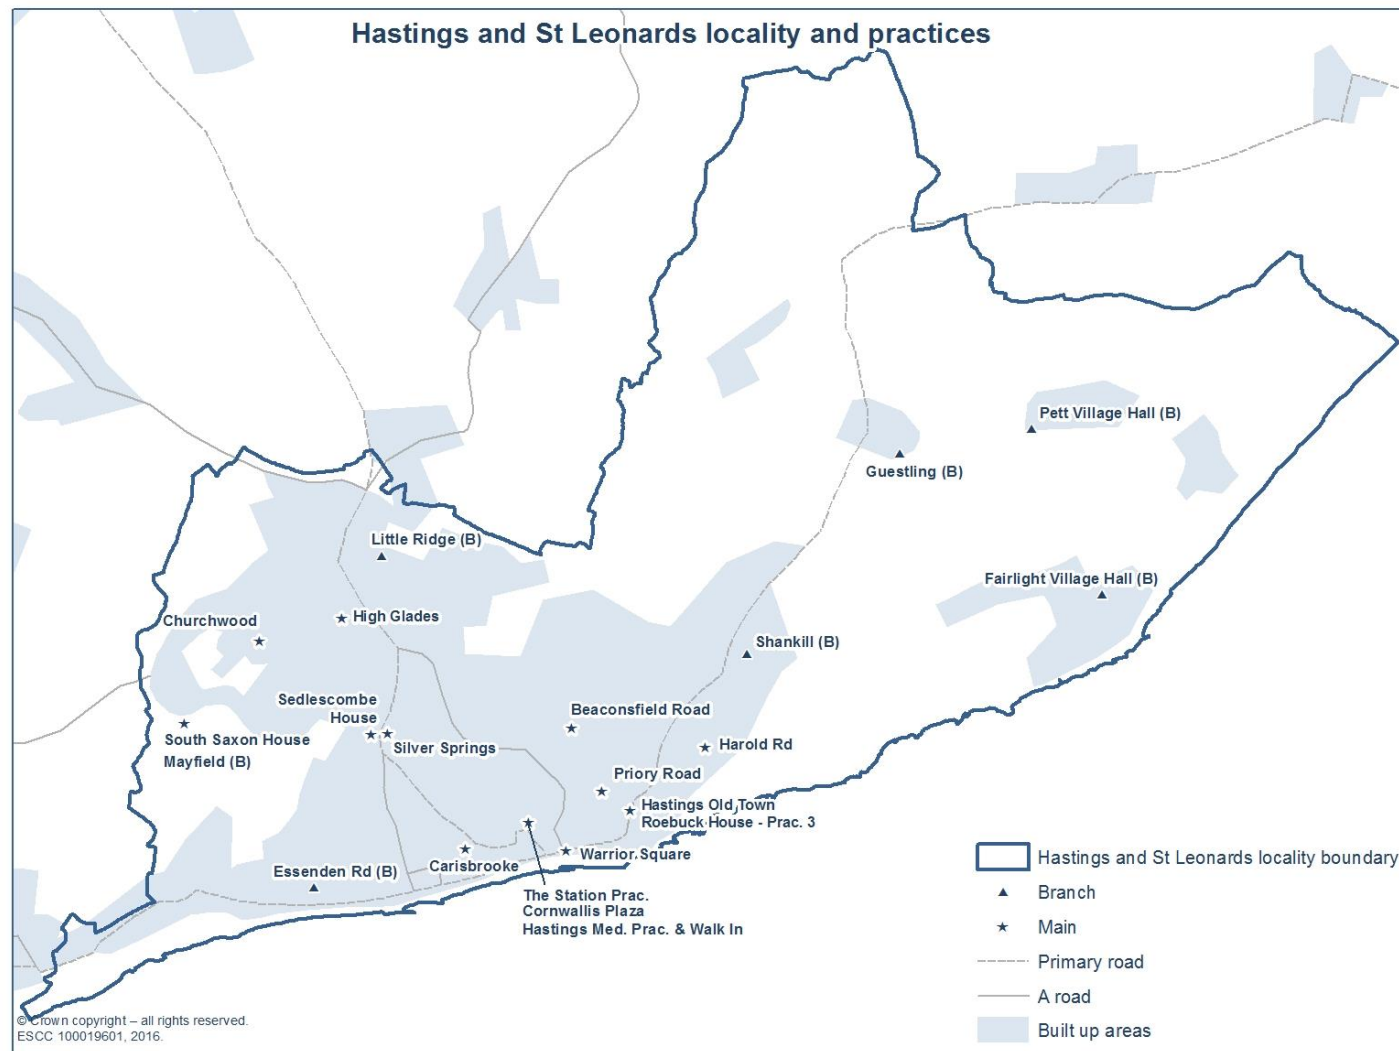 Hastings and St Leonards locality and practices
Pett Village Hall (B)
Guestling (B)
Little Ridge (B)
Fairlight Village Hall (B)
High Glades
Churchwood
Shankill (B)
Sedlescombe
House
Beaconsfield Road
South Saxon House
Mayfield (B)
Silver Springs
Harold Rd
Priory Road
Hastings Old Town
Roebuck House - Prac. 3
Warrior Square
Carisbrooke
Essenden Rd (B)
The Station Prac.
Cornwallis Plaza
Hastings Med. Prac. & Walk In
Hastings and St Leonards locality boundary
Branch
Main
Primary road
A road
Built up areas
© Crown copyright – all rights reserved.
ESCC 100019601, 2016.